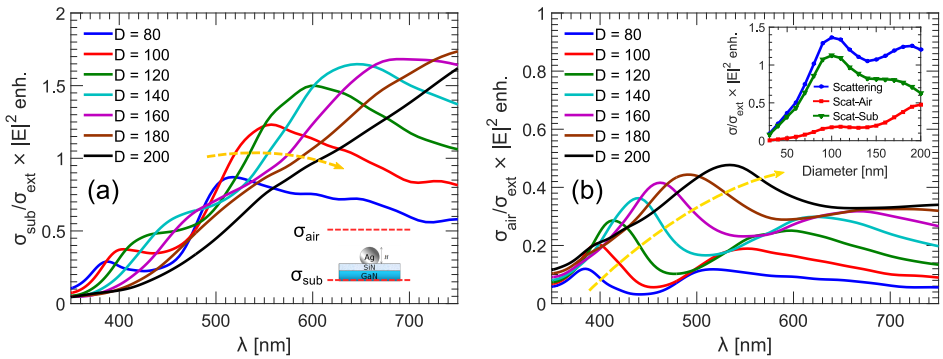 2
1.5
1
0.5
0
σsub/σext × |E|² enh.
D = 80
D = 100
D = 120
D = 140
D = 160
D = 180
D = 200
(a)
σair
Ag
SiN
GaN
σsub
400
500
600
700
λ [nm]
1
0.8
0.6
0.4
0.2
0
σair/σext × |E|² enh.
D = 80
D = 100
D = 120
D = 140
D = 160
D = 180
D = 200
(b)
1.5
1
0.5
0
σ/σext × |E|² enh.
Scattering
Scat-Air
Scat-Sub
50
100
150
200
Diameter [nm]
400
500
600
700
λ [nm]